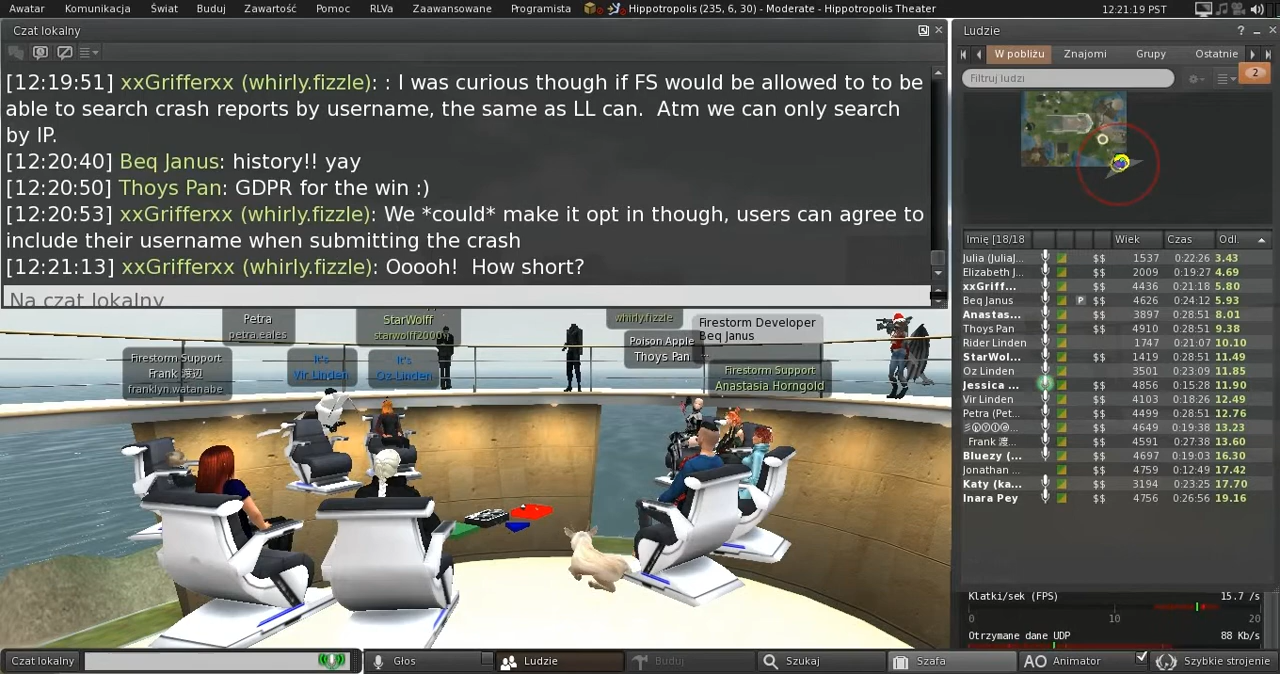 Awatar Komunikacja Świat Buduj Zawartość Pomoc RLVa Zaawansowane Programista Hippotropolis (235, 6, 30) - Moderate - Hippotropolis Theater 12:21:19 PST
Czat lokalny
[12:19:51] xxGrifferxx (whirly.fizzle): : I was curious though if FS would be allowed to to be
able to search crash reports by username, the same as LL can.  Atm we can only search
by IP.
[12:20:40] Beq Janus: history!! yay
[12:20:50] Thoys Pan: GDPR for the win :)
[12:20:53] xxGrifferxx (whirly.fizzle): We *could* make it opt in though, users can agree to
include their username when submitting the crash
[12:21:13] xxGrifferxx (whirly.fizzle): Ooooh!  How short?
Na czat lokalny
Petra
petra.eales
StarWolff
starwolff2000
whirly.fizzle
Poison Apple
Thoys Pan
Firestorm Developer
Beq Janus
Firestorm Support
Frank 渡辺
franklyn.watanabe
It's
Vir Linden
It's
Oz Linden
Firestorm Support
Anastasia Horngold
Ludzie
?
W pobliżu Znajomi Grupy Ostatnie
Filtruj ludzi
2
Imię [18/18 Wiek Czas Odl.
Julia (JuliaJ... $$ 1537 0:22:26 3.43
Elizabeth J... 2009 0:19:27 4.69
xxGriff... $$ 4436 0:21:18 5.80
Beq Janus P $$ 4626 0:24:12 5.93
Anastas... $$ 3897 0:28:51 8.01
Thoys Pan $$ 4910 0:28:51 9.38
Rider Linden 1747 0:21:07 10.10
StarWol... $$ 1419 0:28:51 11.49
Oz Linden 3501 0:23:09 11.85
Jessica ... $$ 4856 0:15:28 11.90
Vir Linden $$ 4103 0:18:26 12.49
Petra (Pet... $$ 4499 0:28:51 12.76
$$ 4649 0:19:38 13.23
Frank 渡... $$ 4591 0:27:38 13.60
Bluezy (... $$ 4697 0:19:03 16.30
Jonathan ... $$ 4759 0:12:49 17.42
Katy (ka... $$ 3194 0:23:25 17.70
Inara Pey $$ 4756 0:26:56 19.16
Klatki/sek (FPS) 15.7 /s
0 10 20
Otrzymane dane UDP 88 Kb/s
Czat lokalny Głos Ludzie Buduj Szukaj Szafa AO Animator Szybkie strojenie